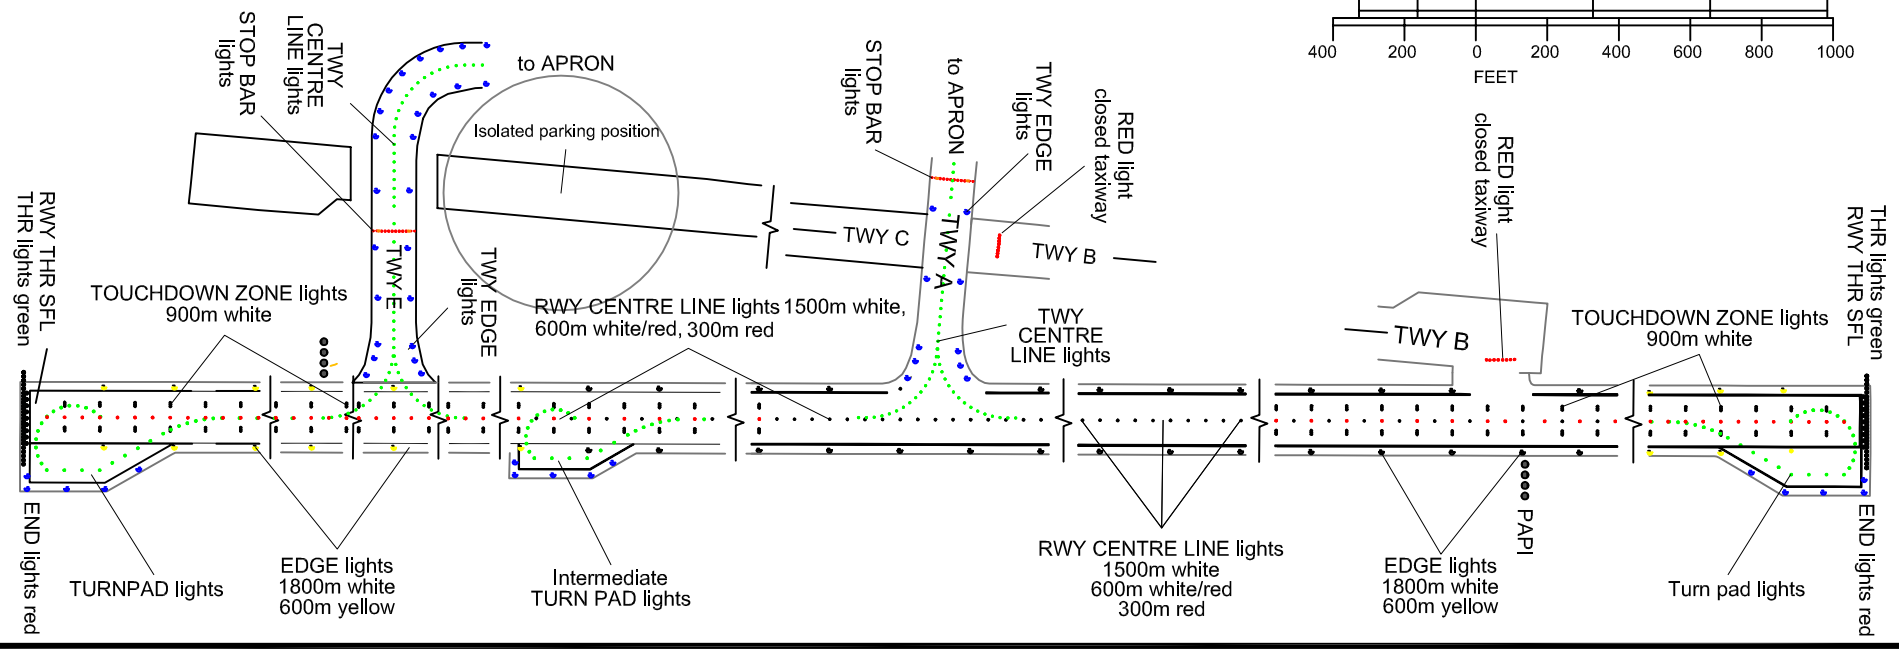 400 200 0 200 400 600 800 1000
FEET
STOP BAR
lights
TWY
CENTRE
LINE lights
to APRON
Isolated parking position
STOP BAR
lights
to APRON
TWY EDGE
lights
RED light
closed taxiway
RED light
closed taxiway
RWY THR SFL
THR lights green
THR lights green
RWY THR SFL
TWY C
TWY A
TWY B
TWY E
TWY EDGE
lights
TOUCHDOWN ZONE lights
900m white
RWY CENTRE LINE lights 1500m white,
600m white/red, 300m red
TWY
CENTRE
LINE lights
TWY B
TOUCHDOWN ZONE lights
900m white
END lights red
TURNPAD lights
EDGE lights
1800m white
600m yellow
Intermediate
TURN PAD lights
RWY CENTRE LINE lights
1500m white
600m white/red
300m red
EDGE lights
1800m white
600m yellow
PAPI
Turn pad lights
END lights red